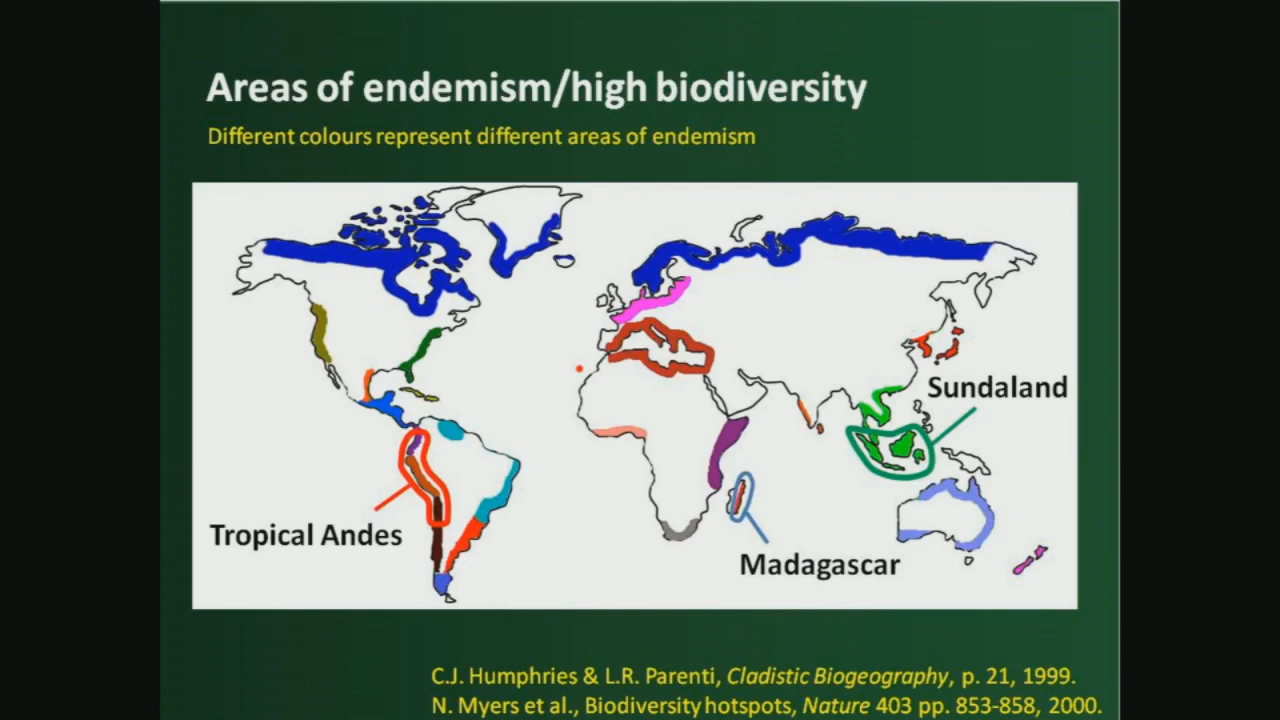 Areas of endemism/high biodiversity
Different colours represent different areas of endemism
Sundaland
Tropical Andes
Madagascar
C.J. Humphries & L.R. Parenti, Cladistic Biogeography, p. 21, 1999.
N. Myers et al., Biodiversity hotspots, Nature 403 pp. 853-858, 2000.